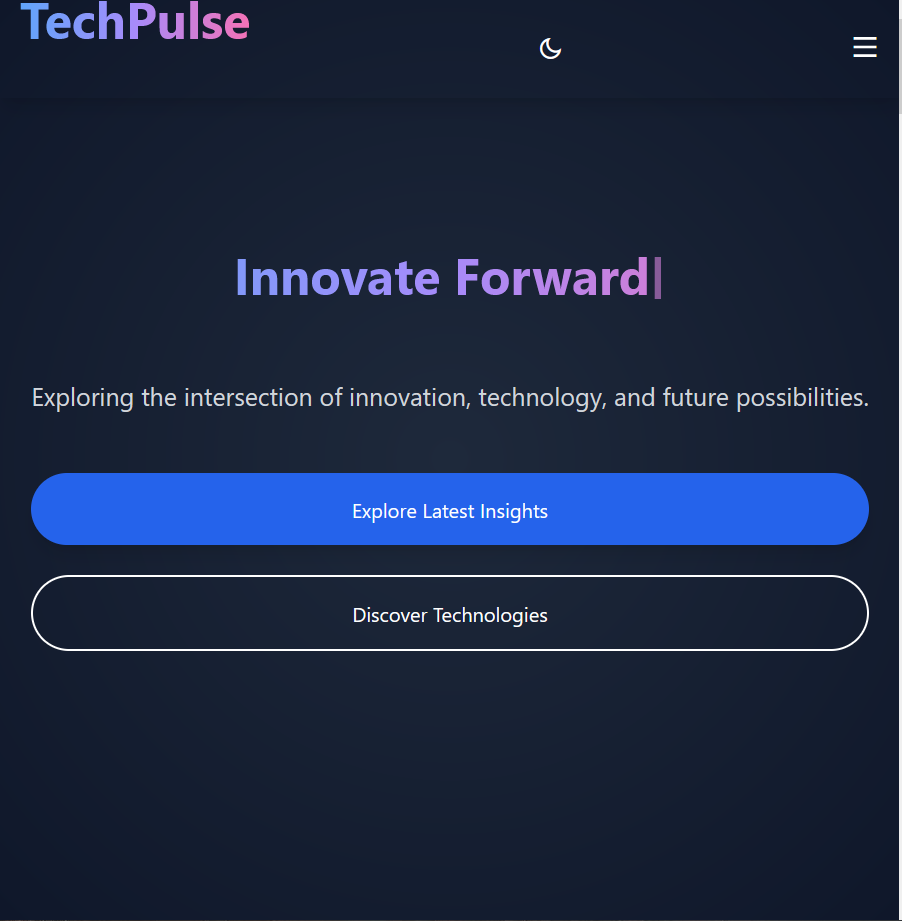 TechPulse
Innovate Forward
Exploring the intersection of innovation, technology, and future possibilities.
Explore Latest Insights
Discover Technologies